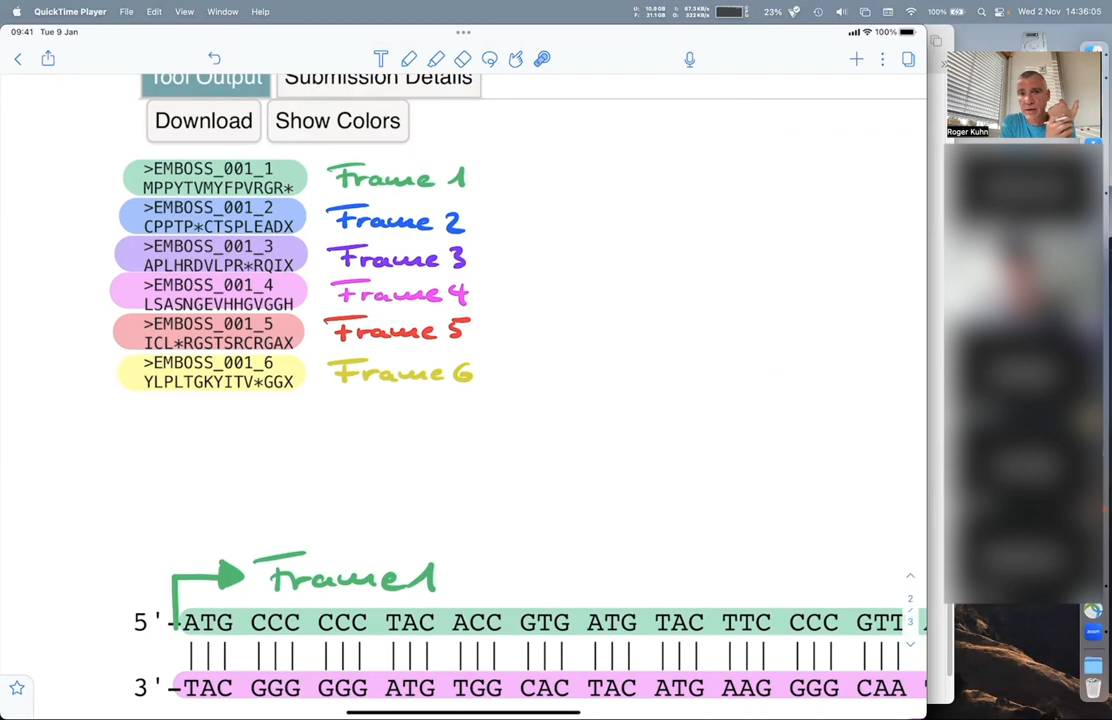 QuickTime Player File Edit View Window Help
23% 100% Wed 2 Nov 14:36:05
09:41 Tue 9 Jan 100%
Tool Output Submission Details
Download Show Colors
>EMBOSS_001_1
MPPYTVMYFPVRGR* Frame 1
>EMBOSS_001_2
CPPTP*CTSPLEADX Frame 2
>EMBOSS_001_3
APLHRDVLPR*RQIX Frame 3
>EMBOSS_001_4
LSASNGEVHHGVGGH Frame 4
>EMBOSS_001_5
ICL*RGSTSRCRGAX Frame 5
>EMBOSS_001_6
YLPLTGKYITV*GGX Frame 6
Frame 1
5'-ATG CCC CCC TAC ACC GTG ATG TAC TTC CCC GTT
3'-TAC GGG GGG ATG TGG CAC TAC ATG AAG GGG CAA
2
3
Roger Kuhn
zoom